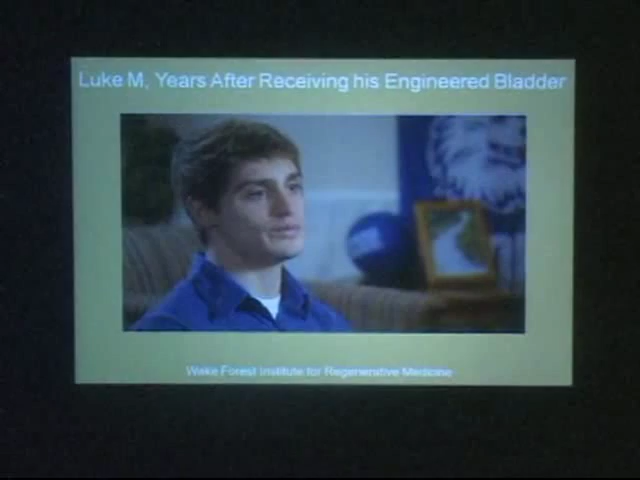 Luke M, Years After Receiving his Engineered Bladder
Wake Forest Institute for Regenerative Medicine